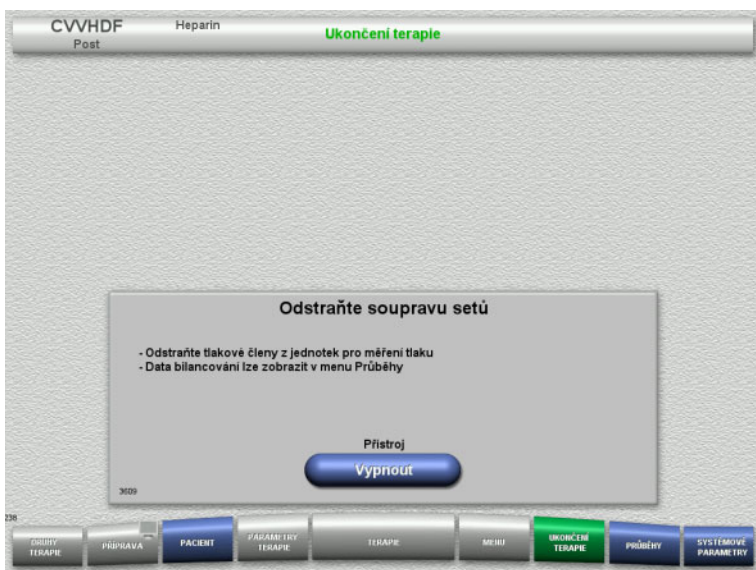 CVVHDF
Heparin
Ukončení terapie
Post
Odstraňte soupravu setů
- Odstraňte tlakové členy z jednotek pro měření tlaku
- Data bilancování lze zobrazit v menu Průběhy
Přístroj
Vypnout
3609
236
DRUHY
TERAPIE
PŘÍPRAVA
PACIENT
PARAMETRY
TERAPIE
TERAPIE
MENU
UKONČENÍ
TERAPIE
PRŮBĚHY
SYSTÉMOVÉ
PARAMETRY